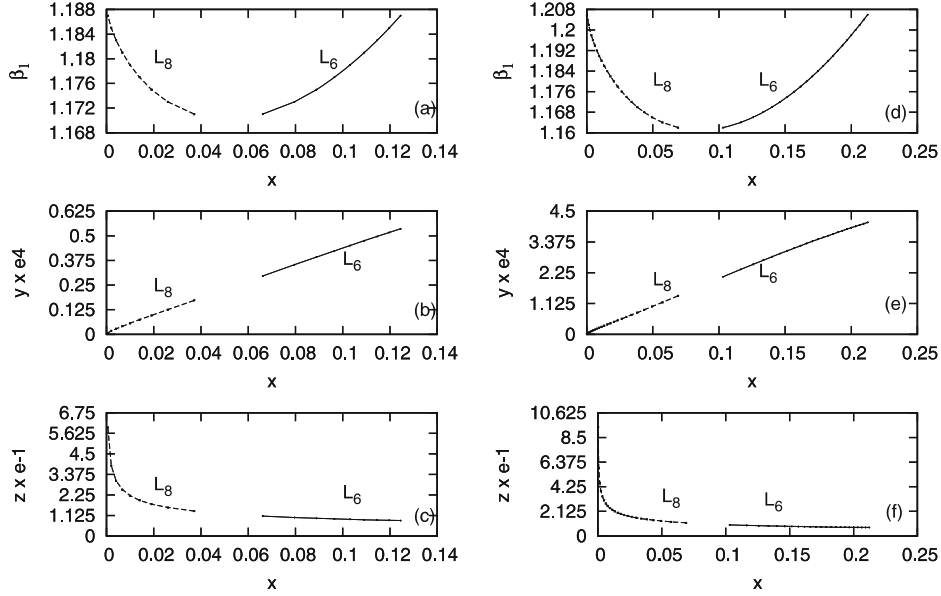 β1
1.188
1.184
1.18
1.176
1.172
1.168
L8
L6
(a)
0 0.02 0.04 0.06 0.08 0.1 0.12 0.14
x
β1
1.208
1.2
1.192
1.184
1.176
1.168
1.16
L8
L6
(d)
0 0.05 0.1 0.15 0.2 0.25
x
y x e4
0.625
0.5
0.375
0.25
0.125
0
L8
L6
(b)
0 0.02 0.04 0.06 0.08 0.1 0.12 0.14
x
y x e4
4.5
3.375
2.25
1.125
0
L8
L6
(e)
0 0.05 0.1 0.15 0.2 0.25
x
z x e-1
6.75
5.625
4.5
3.375
2.25
1.125
0
L6
(c)
0 0.02 0.04 0.06 0.08 0.1 0.12 0.14
x
z x e-1
10.625
8.5
6.375
4.25
2.125
0
L8
L6
(f)
0 0.05 0.1 0.15 0.2 0.25
x
L8